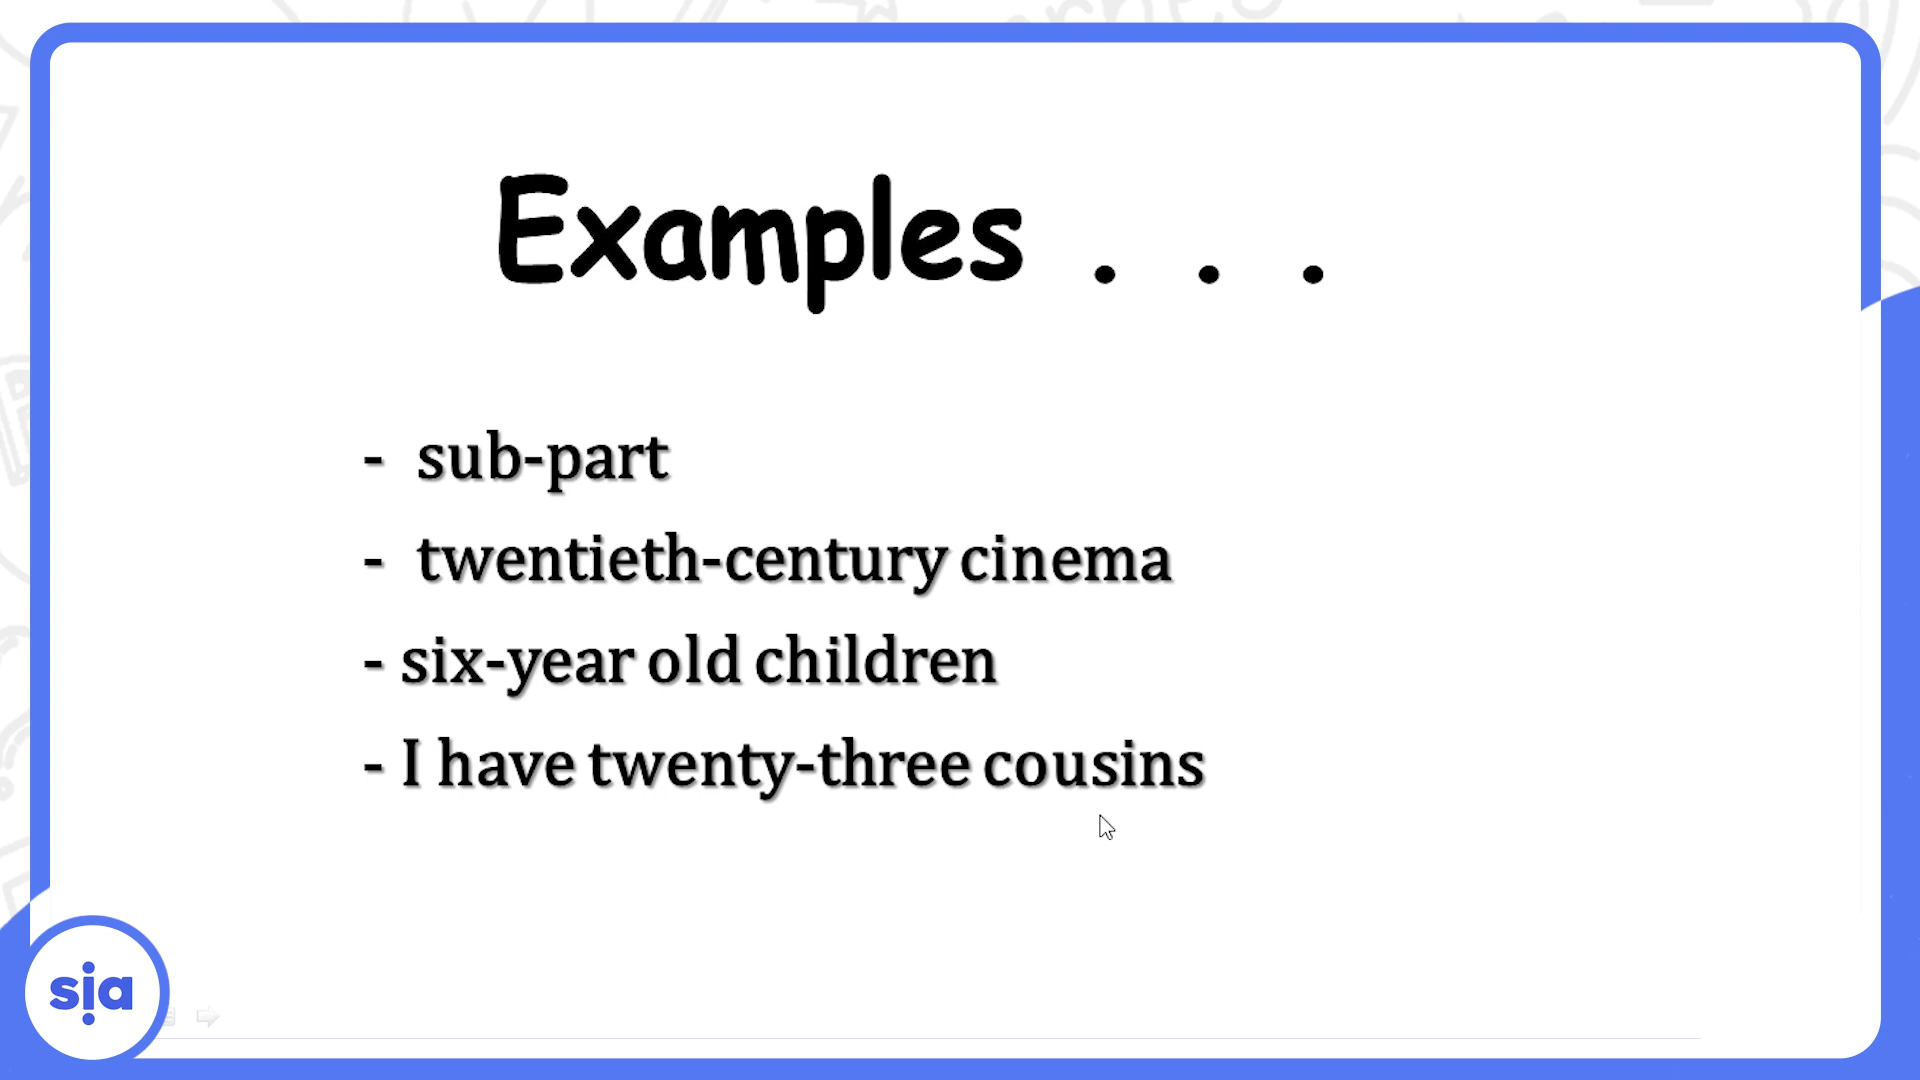 Examples . . .
- sub-part
- twentieth-century cinema
- six-year old children
- I have twenty-three cousins
sia